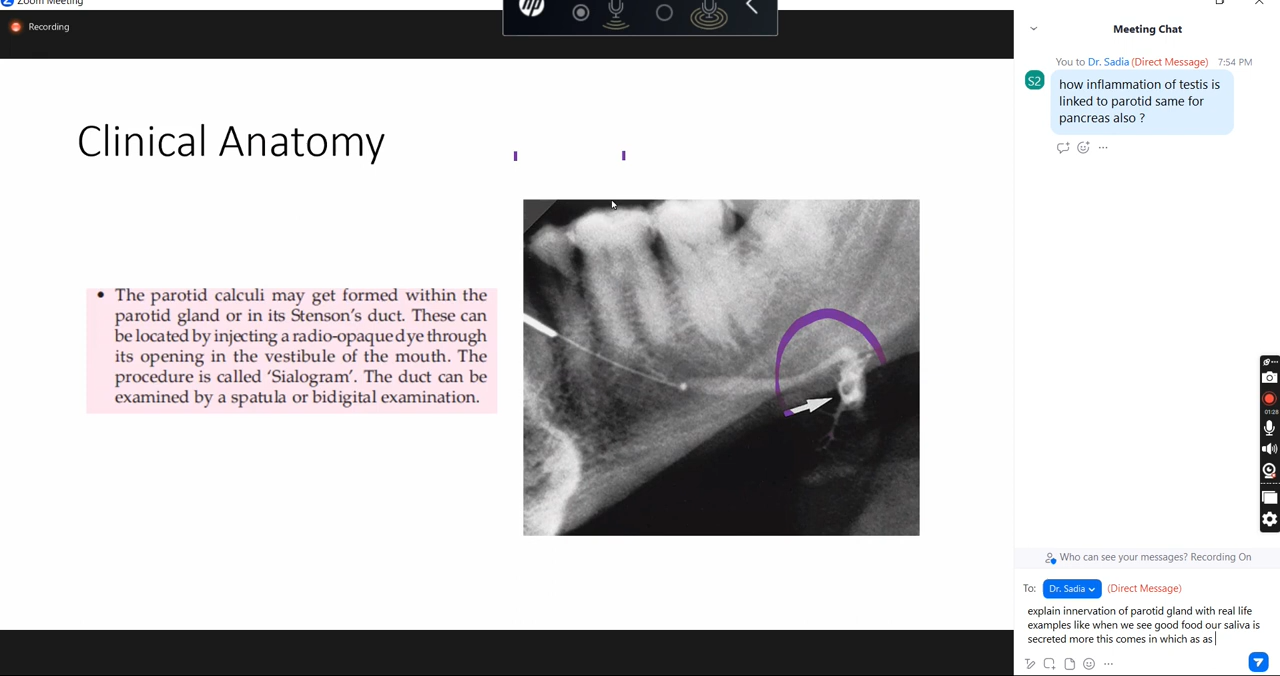 Zoom Meeting
Recording
hp
Meeting Chat
You to Dr. Sadia (Direct Message) 7:54 PM
S2
how inflammation of testis is
linked to parotid same for
pancreas also ?
Clinical Anatomy
• The parotid calculi may get formed within the
parotid gland or in its Stenson's duct. These can
be located by injecting a radio-opaque dye through
its opening in the vestibule of the mouth. The
procedure is called 'Sialogram'. The duct can be
examined by a spatula or bidigital examination.
01:28
Who can see your messages? Recording On
To: Dr. Sadia (Direct Message)
explain innervation of parotid gland with real life
examples like when we see good food our saliva is
secreted more this comes in which as as